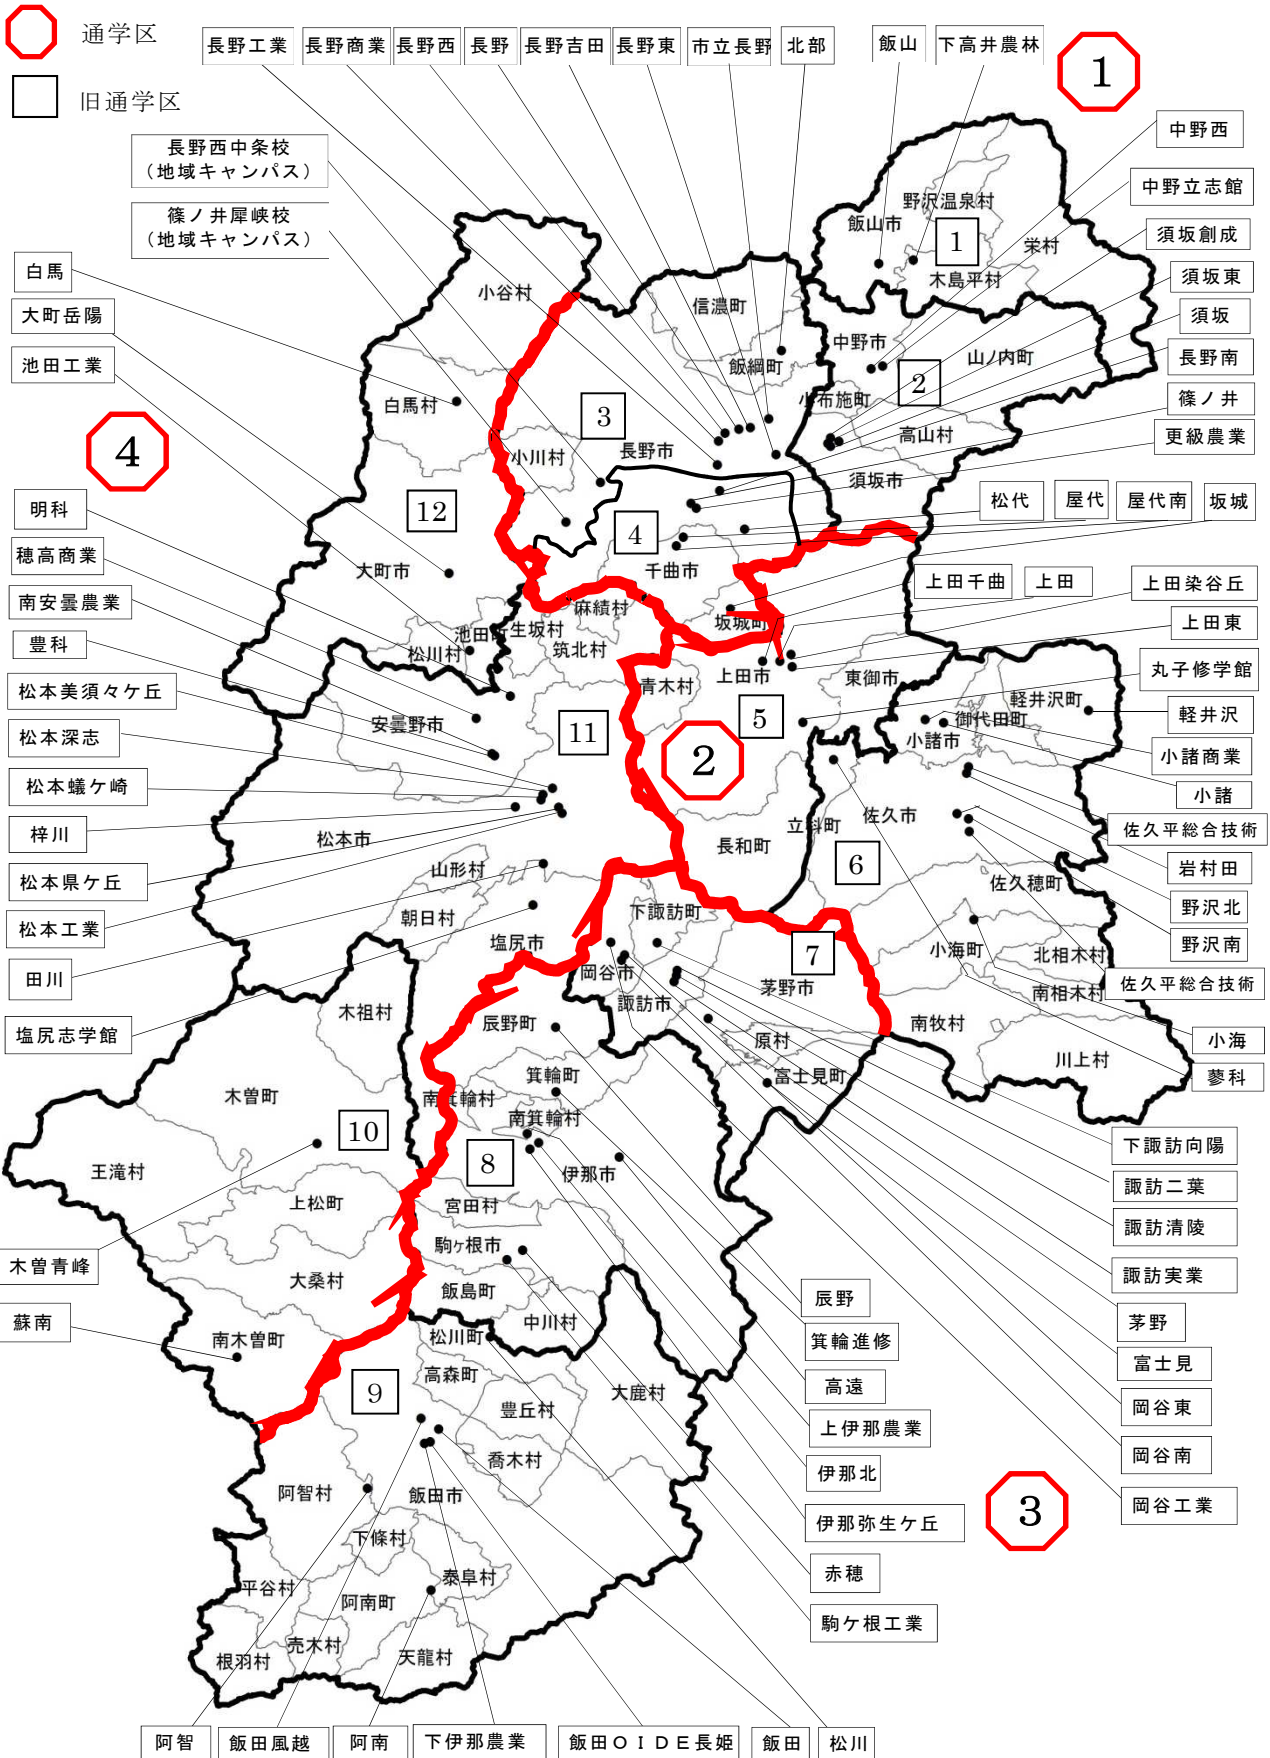 通学区
旧通学区
長野工業
長野商業
長野西
長野
長野吉田
長野東
市立長野
北部
飯山
下高井農林
1
長野西中条校
（地域キャンパス）
篠ノ井犀峡校
（地域キャンパス）
白馬
大町岳陽
池田工業
4
明科
穂高商業
南安曇農業
豊科
松本美須々ケ丘
松本深志
松本蟻ケ崎
梓川
松本県ケ丘
松本工業
田川
塩尻志学館
木曽青峰
蘇南
中野西
中野立志館
須坂創成
須坂東
須坂
長野南
篠ノ井
更級農業
松代
屋代
屋代南
坂城
上田千曲
上田
上田染谷丘
上田東
丸子修学館
軽井沢
小諸商業
小諸
佐久平総合技術
岩村田
野沢北
野沢南
佐久平総合技術
小海
蓼科
下諏訪向陽
諏訪二葉
諏訪清陵
諏訪実業
茅野
富士見
岡谷東
岡谷南
岡谷工業
3
辰野
箕輪進修
高遠
上伊那農業
伊那北
伊那弥生ケ丘
赤穂
駒ケ根工業
阿智
飯田風越
阿南
下伊那農業
飯田ＯＩＤＥ長姫
飯田
松川
野沢温泉村
飯山市
1
栄村
木島平村
小谷村
信濃町
飯綱町
中野市
山ノ内町
2
小布施町
高山村
須坂市
白馬村
3
長野市
小川村
12
4
千曲市
大町市
麻績村
坂城町
池田町
生坂村
筑北村
松川村
青木村
上田市
東御市
軽井沢町
御代田町
小諸市
安曇野市
11
5
2
松本市
長和町
立科町
佐久市
6
山形村
朝日村
佐久穂町
下諏訪町
塩尻市
岡谷市
諏訪市
7
茅野市
小海町
北相木村
南相木村
南牧村
川上村
原村
富士見町
木祖村
辰野町
箕輪町
南箕輪村
南箕輪村
木曽町
10
8
伊那市
王滝村
上松町
宮田村
駒ヶ根市
大桑村
飯島町
中川村
南木曽町
松川町
高森町
9
大鹿村
豊丘村
喬木村
阿智村
飯田市
下條村
泰阜村
平谷村
阿南町
売木村
根羽村
天龍村